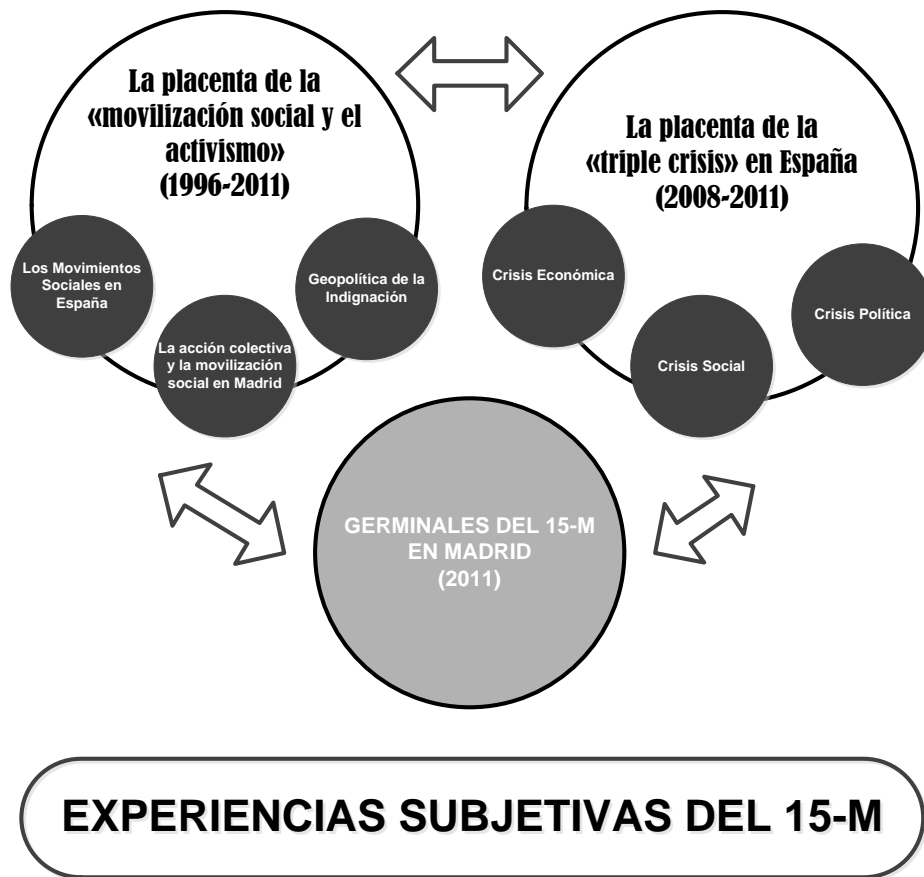 La placenta de la
«movilización social y el
activismo»
(1996-2011)
Los Movimientos
Sociales en
España
La acción colectiva
y la movilización
social en Madrid
Geopolítica de la
Indignación
La placenta de la
«triple crisis» en España
(2008-2011)
Crisis Económica
Crisis Social
Crisis Política
GERMINALES DEL 15-M
EN MADRID
(2011)
EXPERIENCIAS SUBJETIVAS DEL 15-M